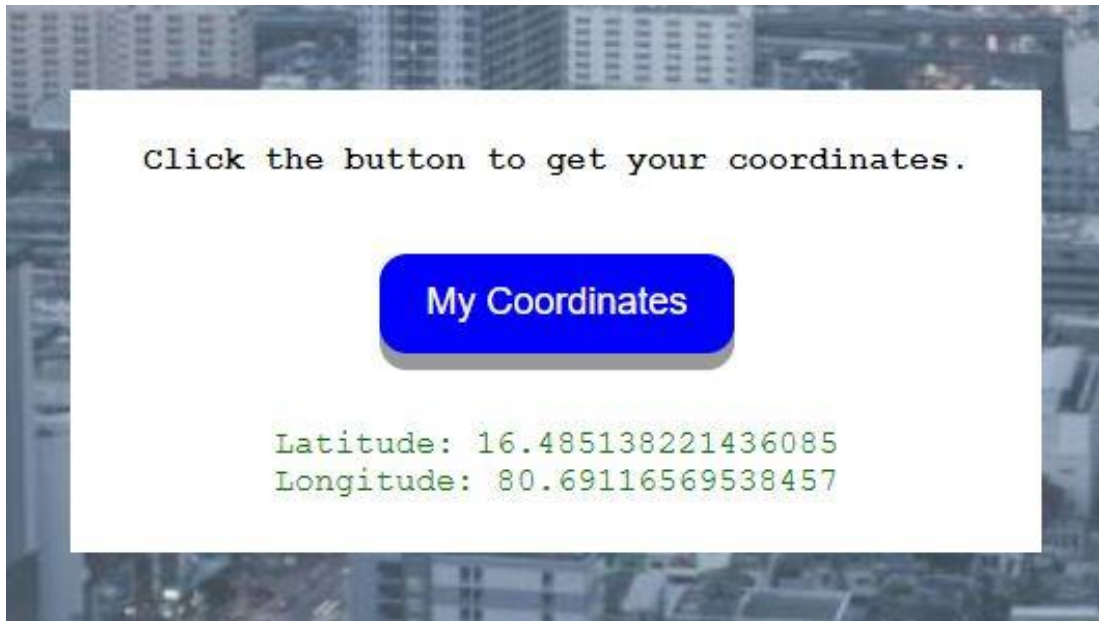 Click the button to get your coordinates.
My Coordinates
Latitude: 16.485138221436085
Longitude: 80.69116569538457